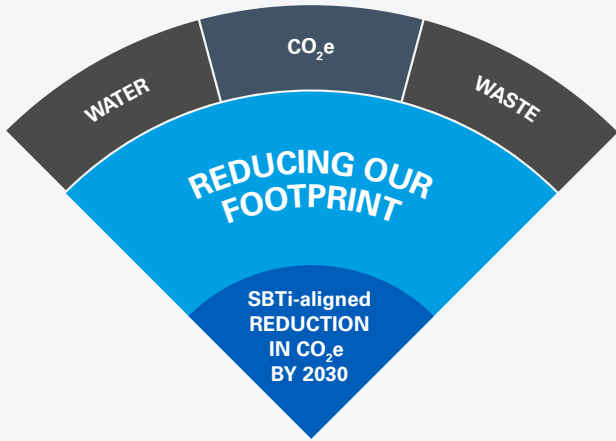 WATER
CO₂e
WASTE
REDUCING OUR
FOOTPRINT
SBTi-aligned
REDUCTION
IN CO₂e
BY 2030